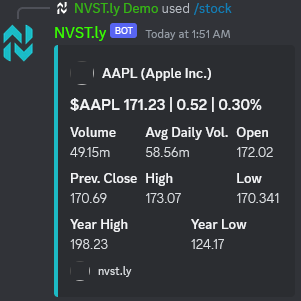 NVST.ly Demo used /stock
NVST.ly BOT Today at 1:51 AM
AAPL (Apple Inc.)
$AAPL 171.23 | 0.52 | 0.30%
Volume Avg Daily Vol. Open
49.15m 58.56m 172.02
Prev. Close High Low
170.69 173.07 170.341
Year High Year Low
198.23 124.17
nvst.ly